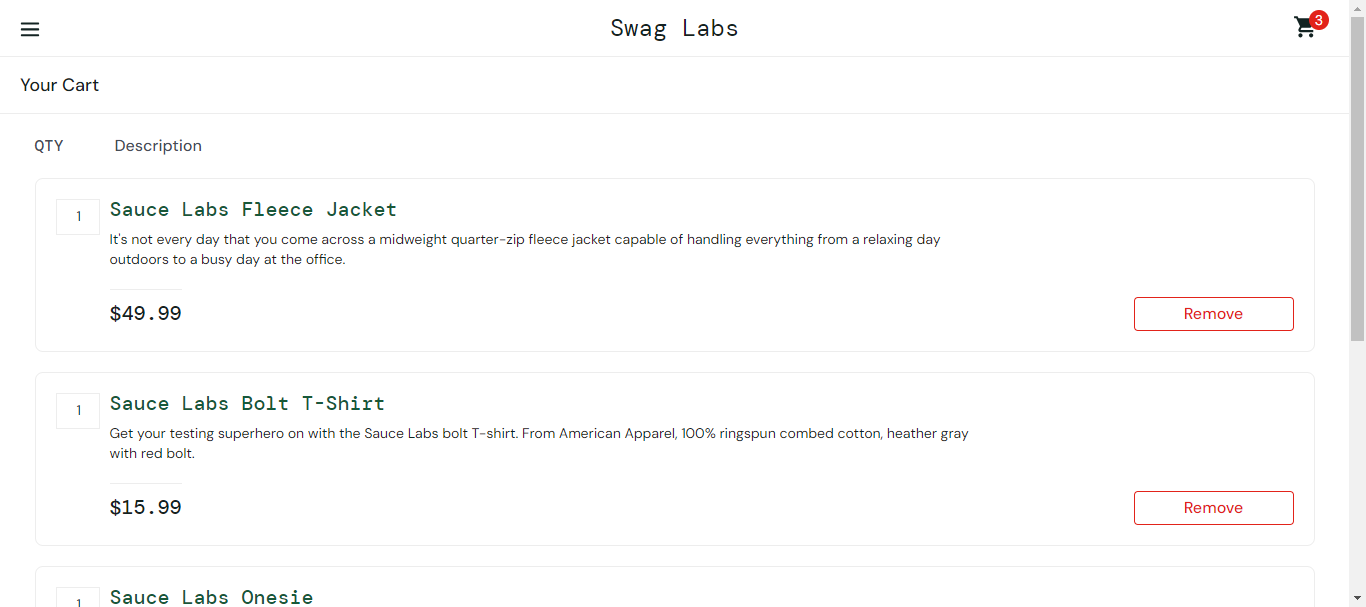 Swag Labs
3
Your Cart
QTY Description
1
Sauce Labs Fleece Jacket
It's not every day that you come across a midweight quarter-zip fleece jacket capable of handling everything from a relaxing day
outdoors to a busy day at the office.
$49.99
Remove
1
Sauce Labs Bolt T-Shirt
Get your testing superhero on with the Sauce Labs bolt T-shirt. From American Apparel, 100% ringspun combed cotton, heather gray
with red bolt.
$15.99
Remove
1
Sauce Labs Onesie